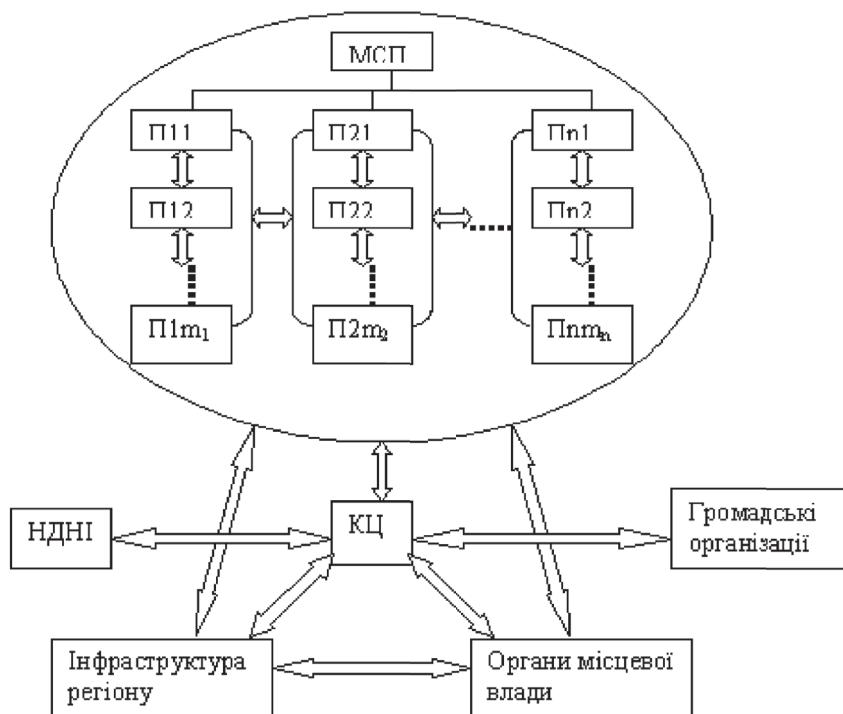 МСП
П11 П21 Пn1
П12 П22 Пn2
П1m₁ П2m₂ Пnmₙ
НДНІ
КЦ
Громадські
організації
Інфраструктура
регіону
Органи місцевої
влади